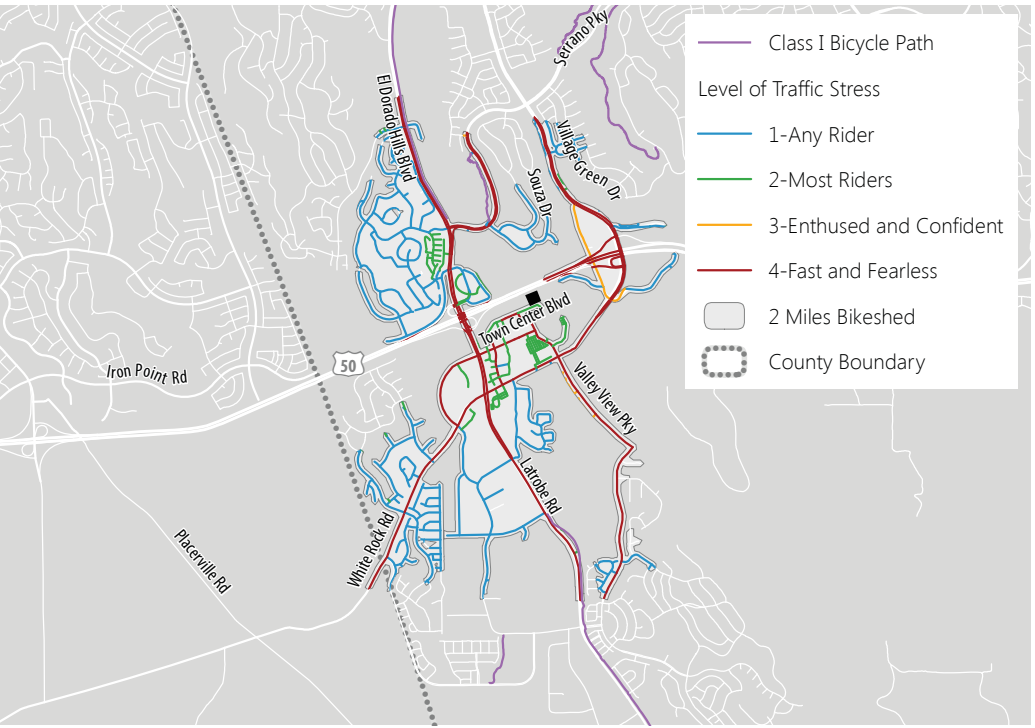 Class I Bicycle Path
Level of Traffic Stress
1-Any Rider
2-Most Riders
3-Enthused and Confident
4-Fast and Fearless
2 Miles Bikeshed
County Boundary
Serrano Pky
El Dorado Hills Blvd
Village Green Dr
Souza Dr
Town Center Blvd
50
Iron Point Rd
Valley View Pky
Latrobe Rd
White Rock Rd
Placerville Rd